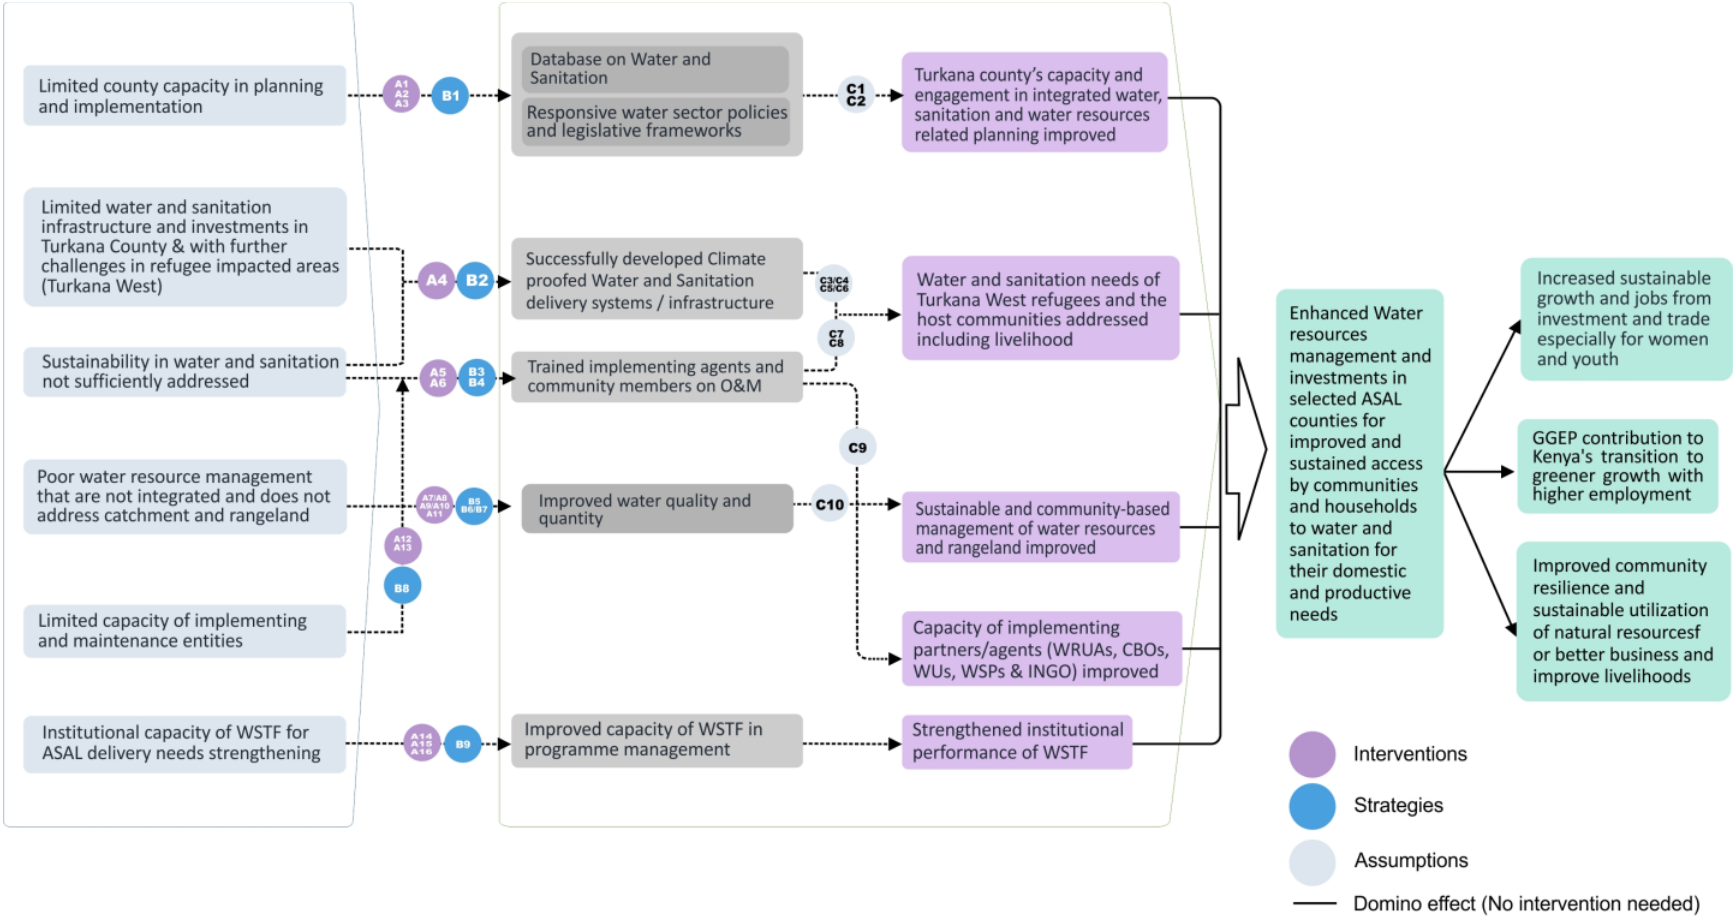 Limited county capacity in planning
and implementation
A1
A2
A3
B1
Database on Water and
Sanitation
Responsive water sector policies
and legislative frameworks
C1
C2
Turkana county's capacity and
engagement in integrated water,
sanitation and water resources
related planning improved
Limited water and sanitation
infrastructure and investments in
Turkana County & with further
challenges in refugee impacted areas
(Turkana West)
A4
B2
Successfully developed Climate
proofed Water and Sanitation
delivery systems / infrastructure
C3/C4
C5/C6
C7
C8
Water and sanitation needs of
Turkana West refugees and the
host communities addressed
including livelihood
Sustainability in water and sanitation
not sufficiently addressed
A5
A6
B3
B4
Trained implementing agents and
community members on O&M
C9
Poor water resource management
that are not integrated and does not
address catchment and rangeland
A7/A8
A9/A10
A11
B5
B6/B7
Improved water quality and
quantity
C10
Sustainable and community-based
management of water resources
and rangeland improved
A12
A13
B8
Limited capacity of implementing
and maintenance entities
Capacity of implementing
partners/agents (WRUAs, CBOs,
WUs, WSPs & INGO) improved
Institutional capacity of WSTF for
ASAL delivery needs strengthening
A14
A15
A16
B9
Improved capacity of WSTF in
programme management
Strengthened institutional
performance of WSTF
Enhanced Water
resources
management and
investments in
selected ASAL
counties for
improved and
sustained access
by communities
and households
to water and
sanitation for
their domestic
and productive
needs
Increased sustainable
growth and jobs from
investment and trade
especially for women
and youth
GGEP contribution to
Kenya's transition to
greener growth with
higher employment
Improved community
resilience and
sustainable utilization
of natural resourcesf
or better business and
improve livelihoods
Interventions
Strategies
Assumptions
Domino effect (No intervention needed)